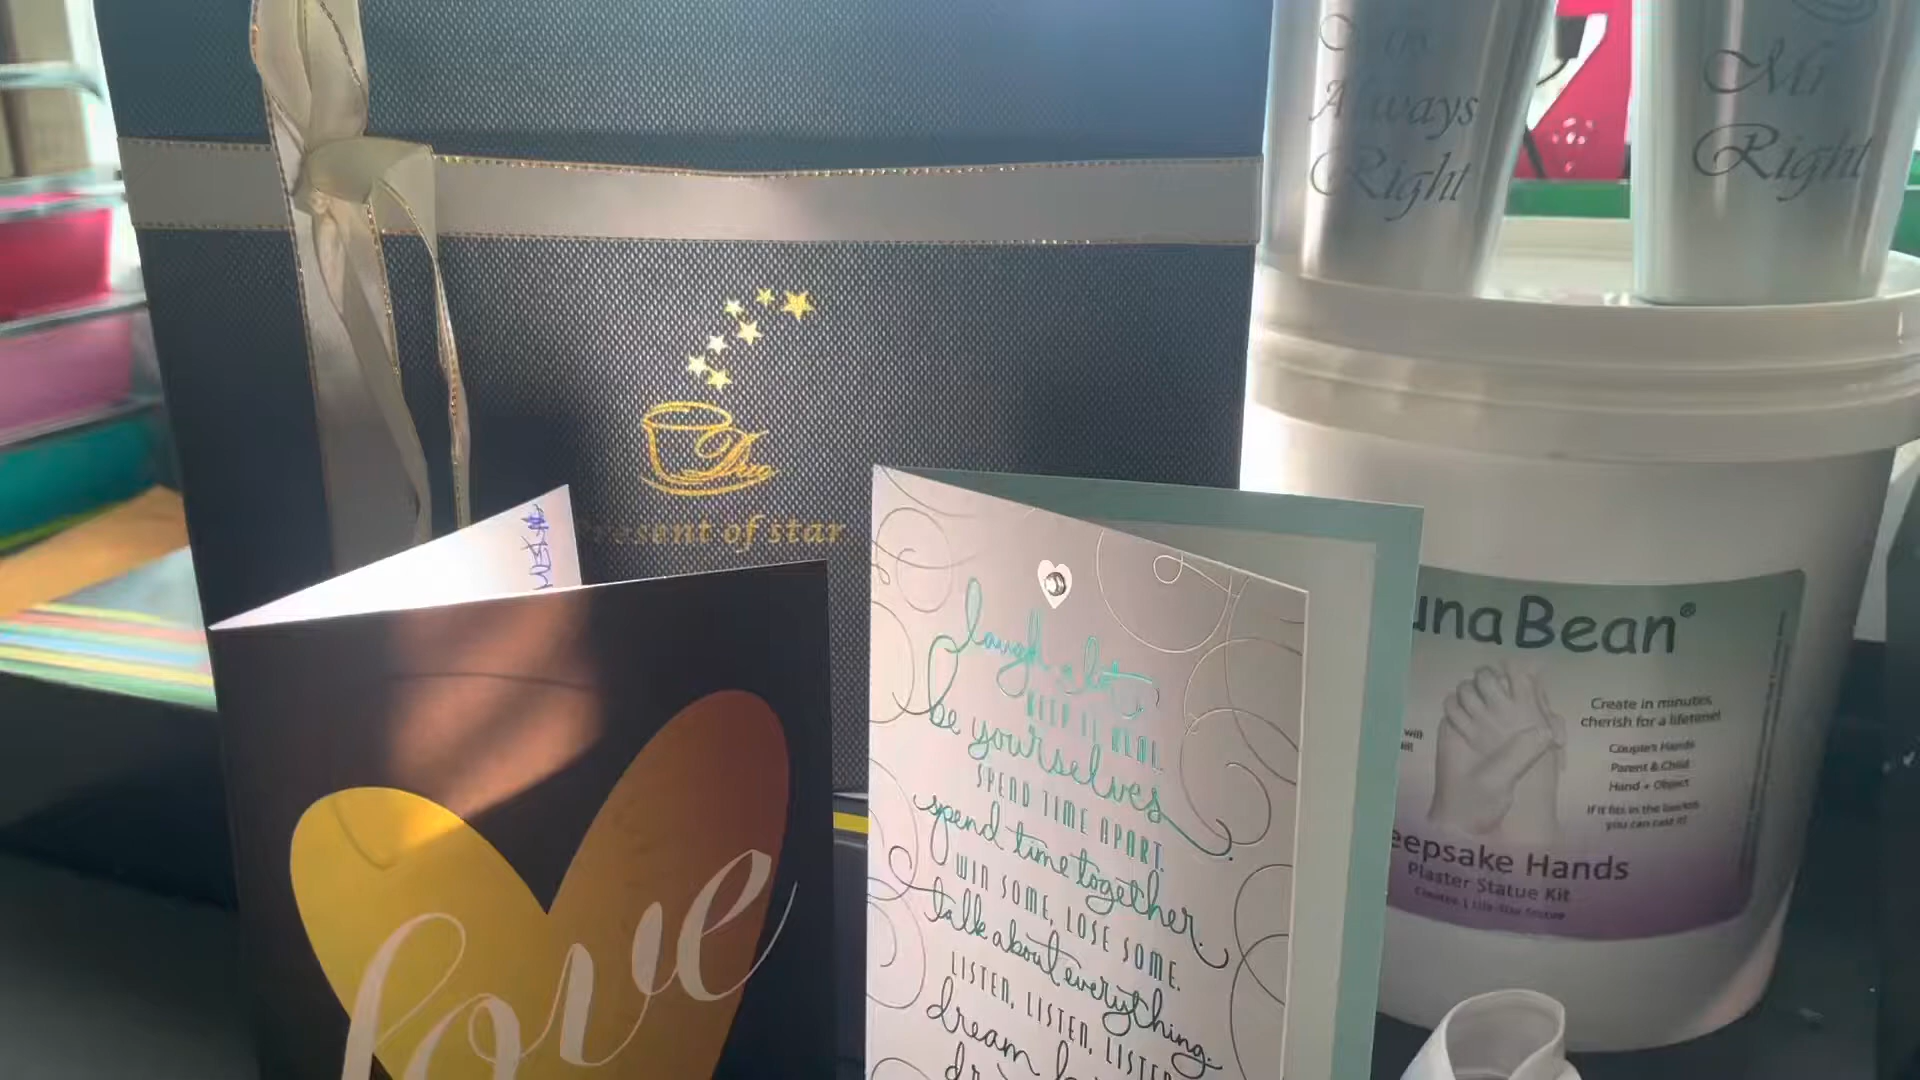 Always
Right
Mr
Right
Present of star
love
laugh a lot
KEEP IT REAL.
be yourselves
SPEND TIME APART.
spend time together.
WIN SOME, LOSE SOME.
talk about everything.
LISTEN, LISTEN, LISTEN
dream
una Bean®
Create in minutes
cherish for a lifetime!
Couple's Hands
Parent & Child
Hand + Object
If it fits in the bucket
you can cast it!
eepsake Hands
Plaster Statue Kit